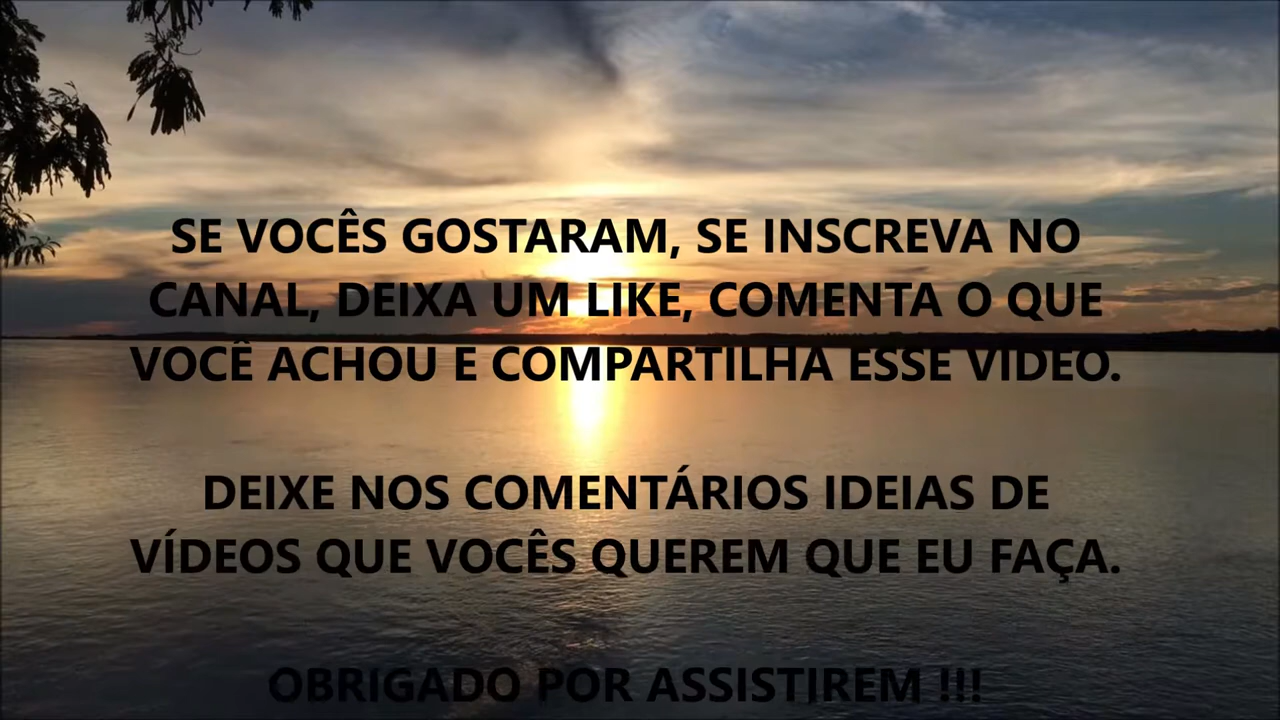 SE VOCÊS GOSTARAM, SE INSCREVA NO
CANAL, DEIXA UM LIKE, COMENTA O QUE
VOCÊ ACHOU E COMPARTILHA ESSE VÍDEO.
DEIXE NOS COMENTÁRIOS IDEIAS DE
VÍDEOS QUE VOCÊS QUEREM QUE EU FAÇA.
OBRIGADO POR ASSISTIREM !!!